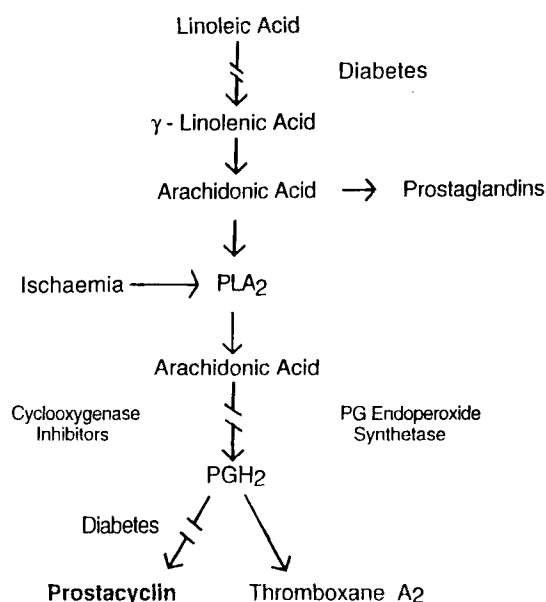 Linoleic Acid
Diabetes
γ - Linolenic Acid
Arachidonic Acid
Prostaglandins
Ischaemia
PLA2
Arachidonic Acid
Cyclooxygenase
Inhibitors
PG Endoperoxide
Synthetase
PGH2
Diabetes
Prostacyclin
Thromboxane A2